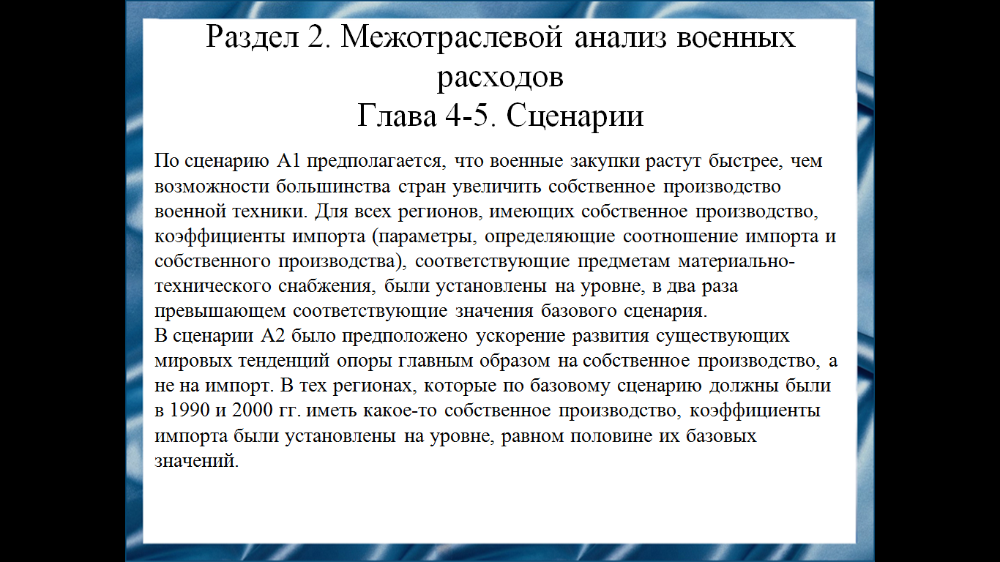 Раздел 2. Межотраслевой анализ военных
расходов
Глава 4-5. Сценарии
По сценарию А1 предполагается, что военные закупки растут быстрее, чем
возможности большинства стран увеличить собственное производство
военной техники. Для всех регионов, имеющих собственное производство,
коэффициенты импорта (параметры, определяющие соотношение импорта и
собственного производства), соответствующие предметам материально-
технического снабжения, были установлены на уровне, в два раза
превышающем соответствующие значения базового сценария.
В сценарии А2 было предположено ускорение развития существующих
мировых тенденций опоры главным образом на собственное производство, а
не на импорт. В тех регионах, которые по базовому сценарию должны были
в 1990 и 2000 гг. иметь какое-то собственное производство, коэффициенты
импорта были установлены на уровне, равном половине их базовых
значений.